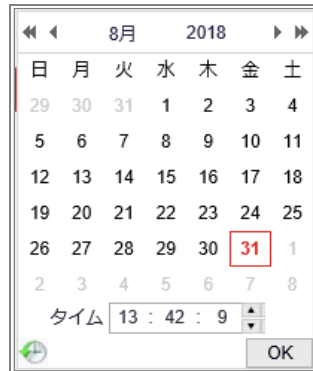 8月 2018
日 月 火 水 木 金 土
29 30 31 1 2 3 4
5 6 7 8 9 10 11
12 13 14 15 16 17 18
19 20 21 22 23 24 25
26 27 28 29 30 31 1
2 3 4 5 6 7 8
タイム 13 : 42 : 9
OK